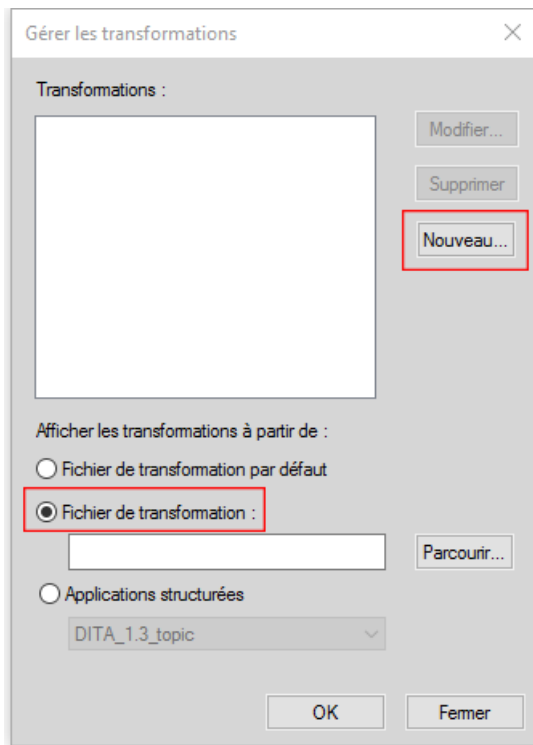 Gérer les transformations
Transformations :
Modifier...
Supprimer
Nouveau...
Afficher les transformations à partir de :
Fichier de transformation par défaut
Fichier de transformation :
Parcourir...
Applications structurées
DITA_1.3_topic
OK
Fermer